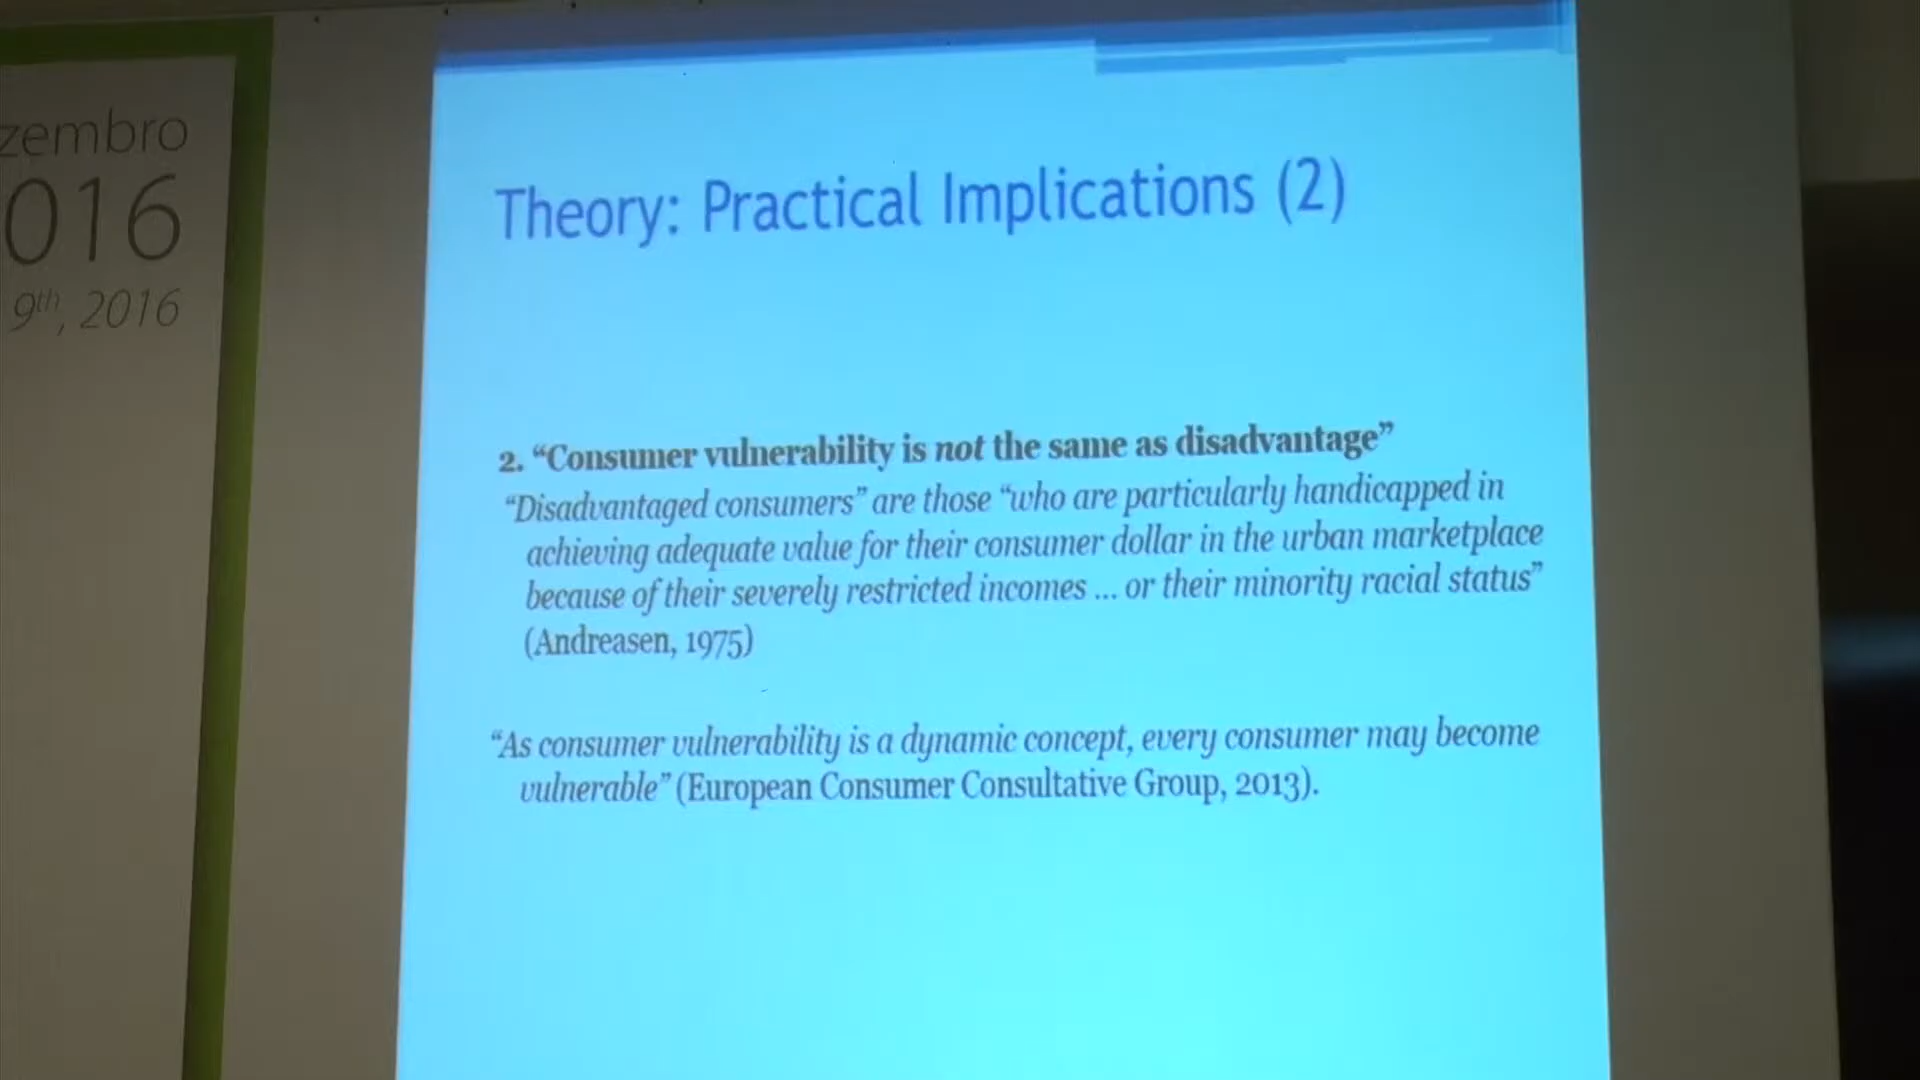 zembro
016
9th, 2016
Theory: Practical Implications (2)
2. “Consumer vulnerability is not the same as disadvantage”
“Disadvantaged consumers” are those “who are particularly handicapped in
achieving adequate value for their consumer dollar in the urban marketplace
because of their severely restricted incomes ... or their minority racial status”
(Andreasen, 1975)
“As consumer vulnerability is a dynamic concept, every consumer may become
vulnerable” (European Consumer Consultative Group, 2013).